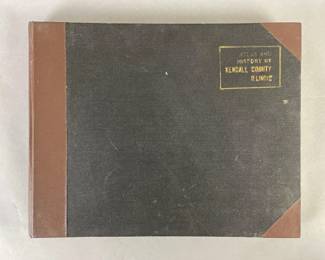 ATLAS AND
HISTORY OF
KENDALL COUNTY
ILLINOIS